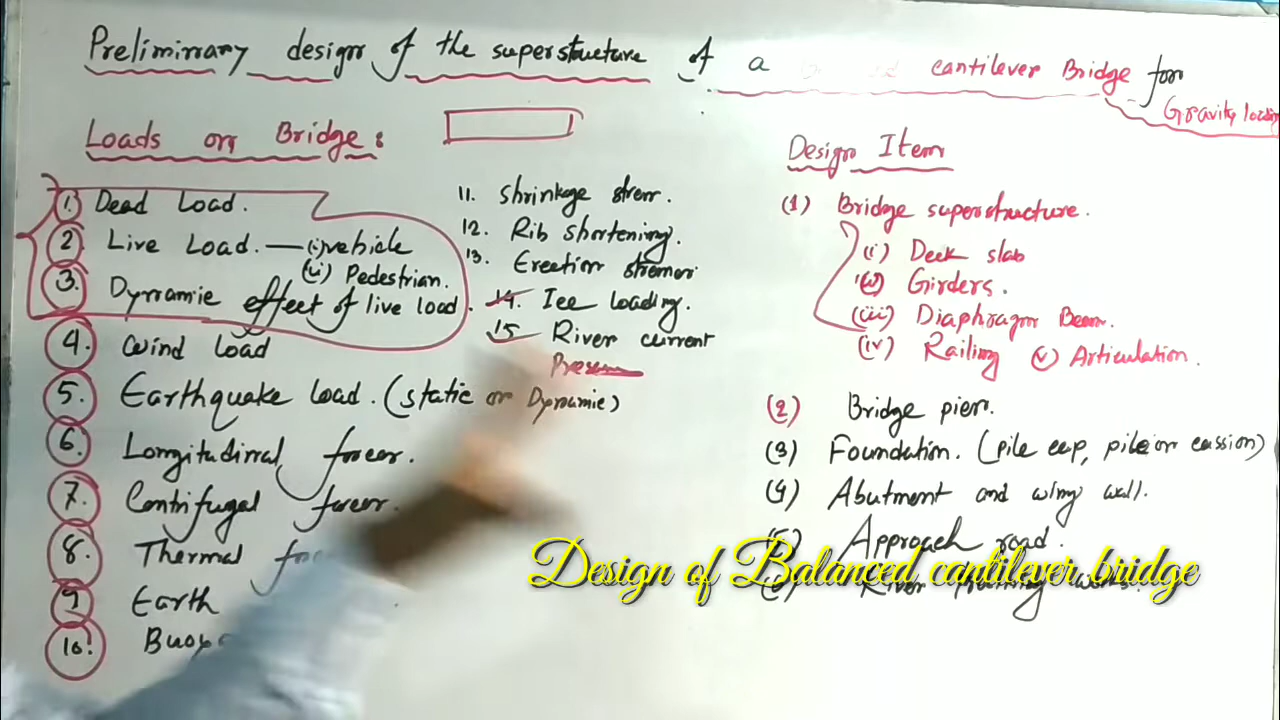 Preliminary design of the superstructure of a cantilever Bridge for
Gravity loading
Loads on Bridge:
1. Dead Load.
2 Live Load. — (i) vehicle
(ii) Pedestrian.
3. Dynamic effect of live load.
4. Wind load
5. Earthquake load. (static or Dynamic)
6. Longitudinal forces.
7. Centrifugal forces.
8. Thermal
9 Earth
10.
11. Shrinkage stress.
12. Rib shortening.
13. Erection stresses
14. Ice loading.
15 River current
Design Item
(1) Bridge superstructure.
(i) Deck slab
(ii) Girders.
(iii) Diaphragm Beam.
(iv) Railing (v) Articulation.
(2) Bridge pier.
(3) Foundation. (pile cap, pile or cassion)
(4) Abutment and wing wall.
(5) Approach road.
Design of Balanced cantilever bridge
River